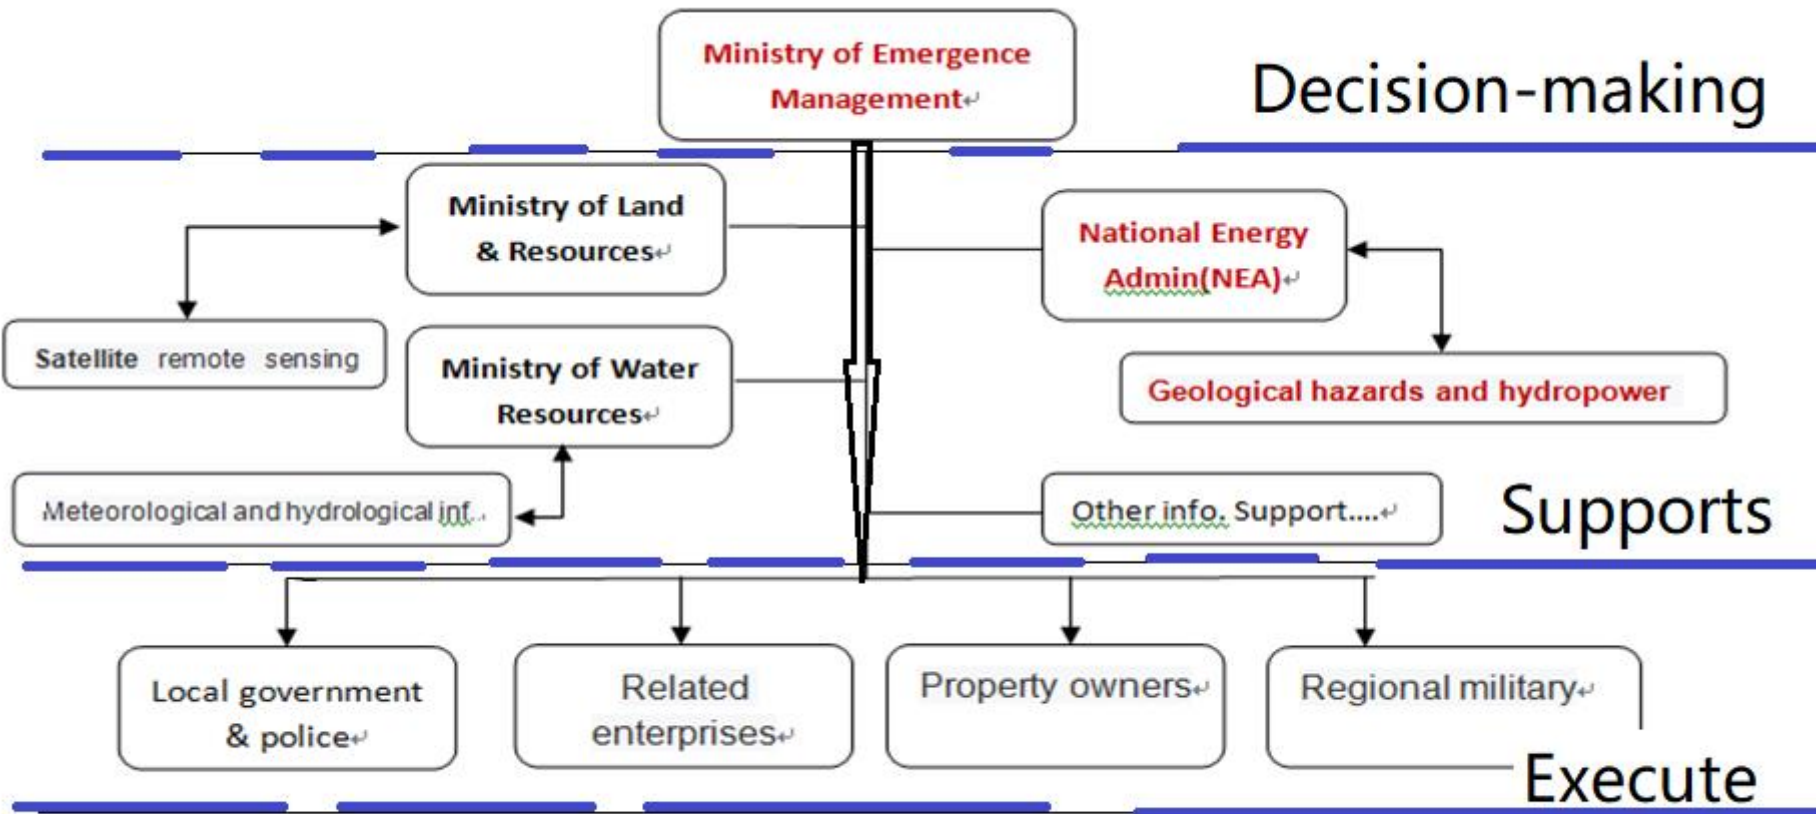 Ministry of Emergence
Management↵
Decision-making
Ministry of Land
& Resources↵
National Energy
Admin(NEA)↵
Satellite remote sensing
Ministry of Water
Resources↵
Geological hazards and hydropower
Meteorological and hydrological inf..
Other info. Support....↵
Supports
Local government
& police↵
Related
enterprises↵
Property owners↵
Regional military↵
Execute